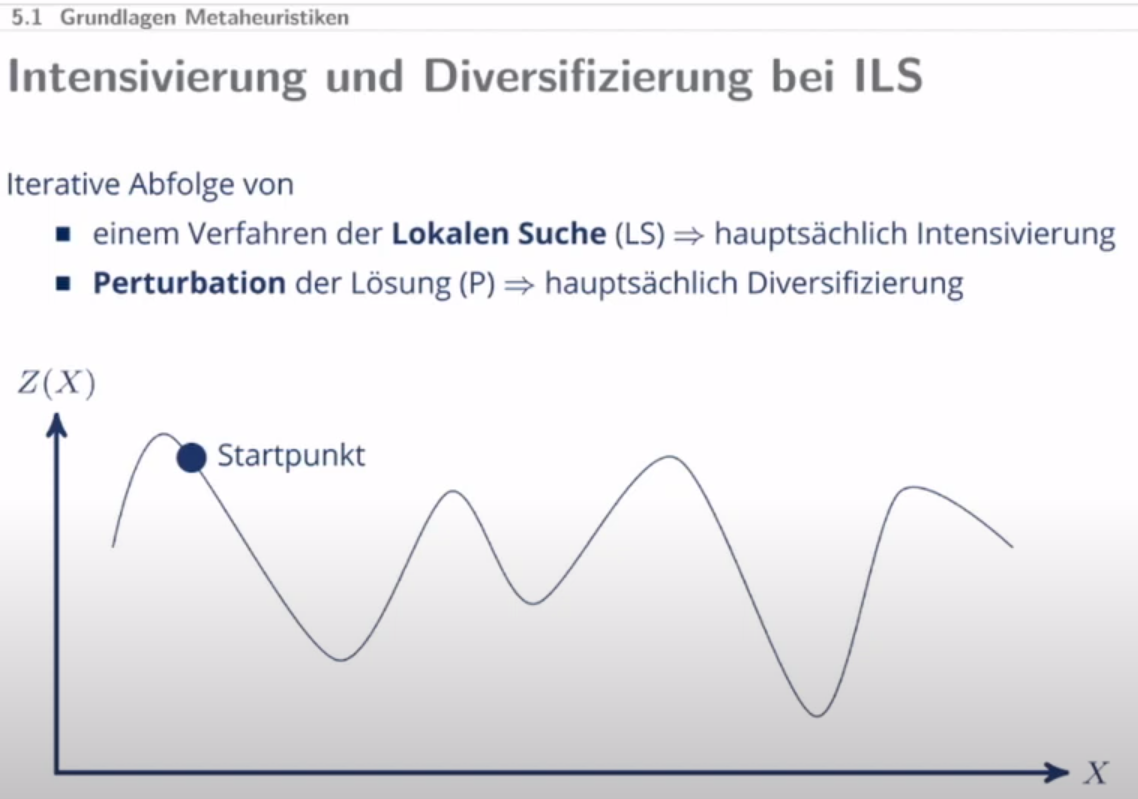 5.1 Grundlagen Metaheuristiken
Intensivierung und Diversifizierung bei ILS
Iterative Abfolge von
■ einem Verfahren der Lokalen Suche (LS) ⇒ hauptsächlich Intensivierung
■ Perturbation der Lösung (P) ⇒ hauptsächlich Diversifizierung
Z(X)
Startpunkt
X